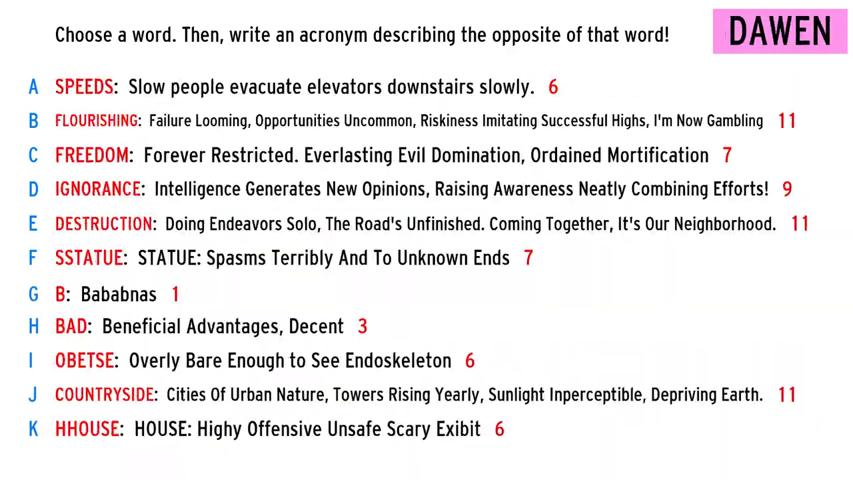 Choose a word. Then, write an acronym describing the opposite of that word!
DAWEN
A SPEEDS: Slow people evacuate elevators downstairs slowly. 6
B FLOURISHING: Failure Looming, Opportunities Uncommon, Riskiness Imitating Successful Highs, I'm Now Gambling 11
C FREEDOM: Forever Restricted. Everlasting Evil Domination, Ordained Mortification 7
D IGNORANCE: Intelligence Generates New Opinions, Raising Awareness Neatly Combining Efforts! 9
E DESTRUCTION: Doing Endeavors Solo, The Road's Unfinished. Coming Together, It's Our Neighborhood. 11
F SSTATUE: STATUE: Spasms Terribly And To Unknown Ends 7
G B: Bababnas 1
H BAD: Beneficial Advantages, Decent 3
I OBETSE: Overly Bare Enough to See Endoskeleton 6
J COUNTRYSIDE: Cities Of Urban Nature, Towers Rising Yearly, Sunlight Inperceptible, Depriving Earth. 11
K HHOUSE: HOUSE: Highy Offensive Unsafe Scary Exibit 6